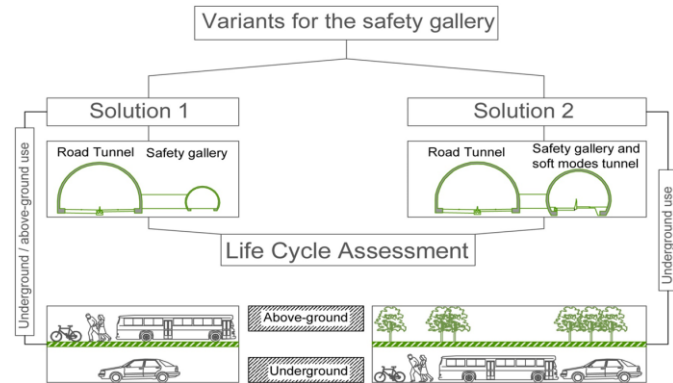 Variants for the safety gallery
Solution 1
Solution 2
Road Tunnel
Safety gallery
Road Tunnel
Safety gallery and
soft modes tunnel
Underground / above-ground use
Underground use
Life Cycle Assessment
Above-ground
Underground